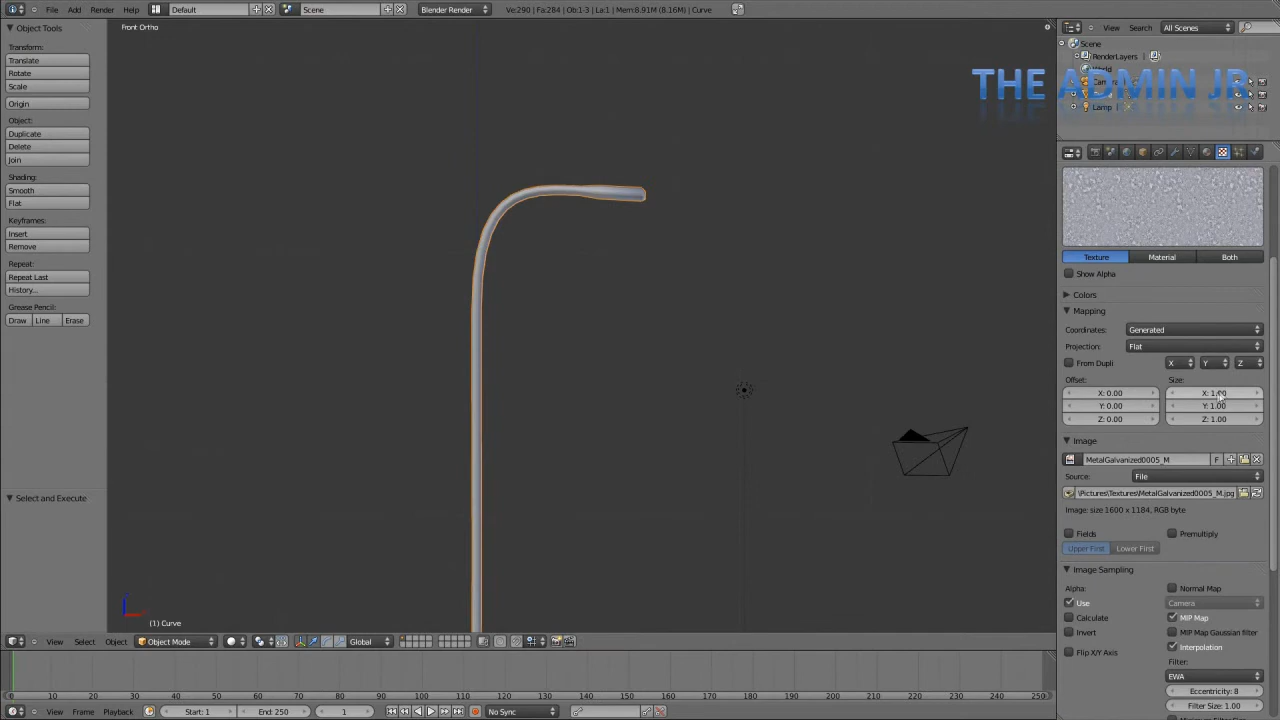 File Add Render Help Default Scene Blender Render Ve:290 | Fa:284 | Ob:1-3 | La:1 | Mem:8.91M (8.16M) | Curve
Object Tools
Front Ortho
View Search All Scenes
Transform:
Translate
Rotate
Scale
Origin
Object:
Duplicate
Delete
Join
Shading:
Smooth
Flat
Keyframes:
Insert
Remove
Repeat:
Repeat Last
History...
Grease Pencil:
Draw Line Erase
Select and Execute
Scene
RenderLayers
World
THE ADMIN JR
Lamp
Texture Material Both
Show Alpha
Colors
Mapping
Coordinates: Generated
Projection: Flat
From Dupli X Y Z
Offset: Size:
X: 0.00 X: 1.00
Y: 0.00 Y: 1.00
Z: 0.00 Z: 1.00
Image
MetalGalvanized0005_M F
Source: File
\Pictures\Textures\MetalGalvanized0005_M.jpg
Image: size 1600 x 1184, RGB byte
Fields Premultiply
Upper First Lower First
Image Sampling
Alpha: Normal Map
Use Camera
Calculate MIP Map
Invert MIP Map Gaussian filter
Flip X/Y Axis Interpolation
Filter:
EWA
Eccentricity: 8
Filter Size: 1.00
(1) Curve
View Select Object Object Mode Global
0 10 20 30 40 50 60 70 80 90 100 110 120 130 140 150 160 170 180 190 200 210 220 230 240 250
View Frame Playback Start: 1 End: 250 1 No Sync